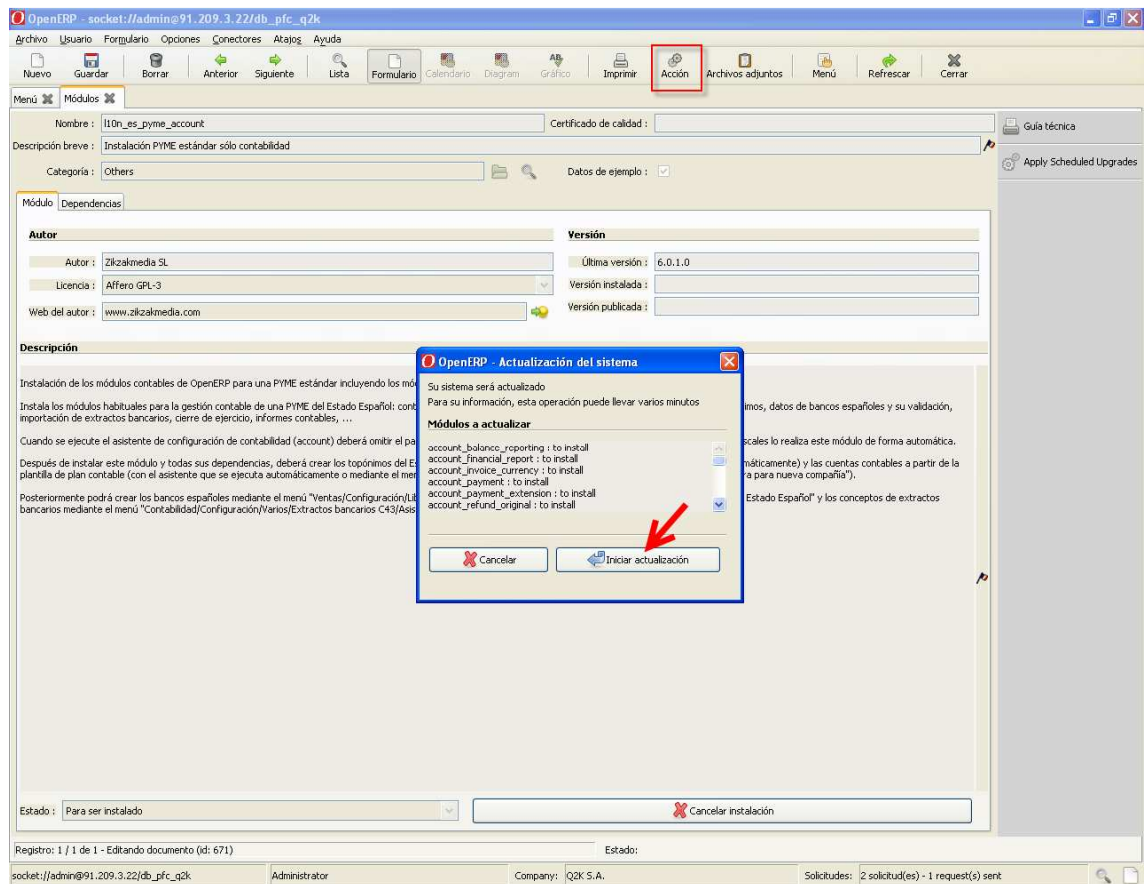 OpenERP - socket://admin@91.209.3.22/db_pfc_q2k
Archivo Usuario Formulario Opciones Conectores Atajos Ayuda
Nuevo Guardar Borrar Anterior Siguiente Lista Formulario Calendario Diagram Gráfico Imprimir Acción Archivos adjuntos Menú Refrescar Cerrar
Menú Módulos
Nombre : l10n_es_pyme_account Certificado de calidad :
Guía técnica
Descripción breve : Instalación PYME estándar sólo contabilidad
Apply Scheduled Upgrades
Categoría : Others Datos de ejemplo :
Módulo Dependencias
Autor Versión
Autor : Zikzakmedia SL Última versión : 6.0.1.0
Licencia : Affero GPL-3 Versión instalada :
Web del autor : www.zikzakmedia.com Versión publicada :
Descripción
Instalación de los módulos contables de OpenERP para una PYME estándar incluyendo los mó
Instala los módulos habituales para la gestión contable de una PYME del Estado Español: cont imos, datos de bancos españoles y su validación,
importación de extractos bancarios, cierre de ejercicio, informes contables, ...
Cuando se ejecute el asistente de configuración de contabilidad (account) deberá omitir el pa scales lo realiza este módulo de forma automática.
Después de instalar este módulo y todas sus dependencias, deberá crear los topónimos del Es máticamente) y las cuentas contables a partir de la
plantilla de plan contable (con el asistente que se ejecuta automáticamente o mediante el mer a para nueva compañía").
Posteriormente podrá crear los bancos españoles mediante el menú "Ventas/Configuración/Lil Estado Español" y los conceptos de extractos
bancarios mediante el menú "Contabilidad/Configuración/Varios/Extractos bancarios C43/Asis
OpenERP - Actualización del sistema
Su sistema será actualizado
Para su información, esta operación puede llevar varios minutos
Módulos a actualizar
account_balance_reporting : to install
account_financial_report : to install
account_invoice_currency : to install
account_payment : to install
account_payment_extension : to install
account_refund_original : to install
Cancelar Iniciar actualización
Estado : Para ser instalado Cancelar instalación
Registro: 1 / 1 de 1 - Editando documento (id: 671) Estado:
socket://admin@91.209.3.22/db_pfc_q2k Administrator Company: Q2K S.A. Solicitudes: 2 solicitud(es) - 1 request(s) sent